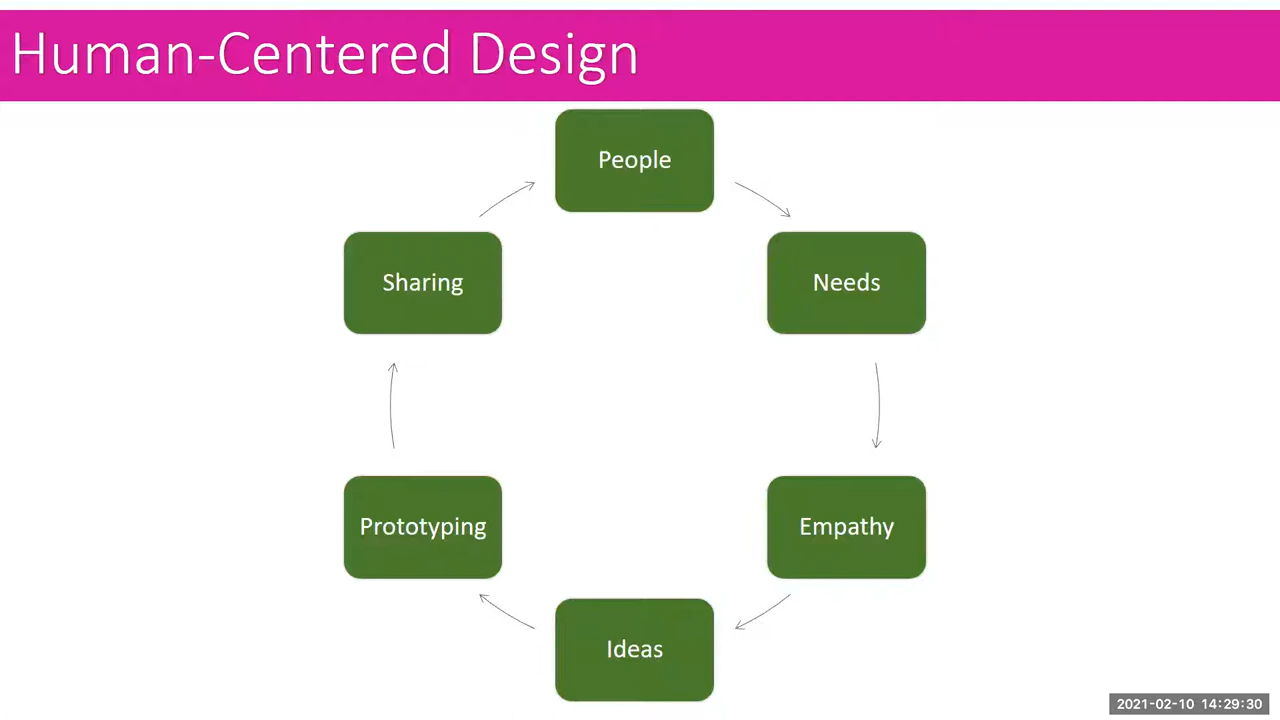 Human-Centered Design
People
Sharing
Needs
Prototyping
Empathy
Ideas
2021-02-10 14:29:30